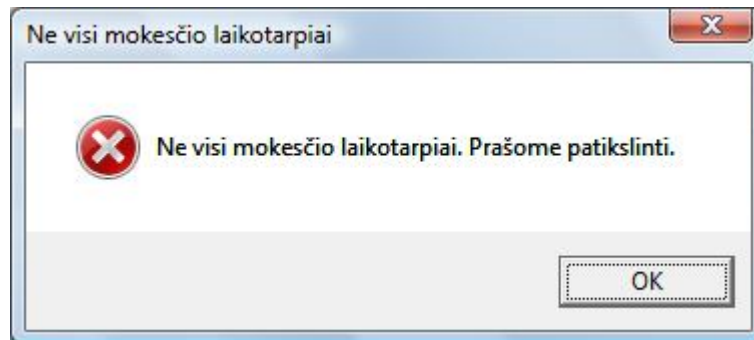 Ne visi mokesčio laikotarpiai
Ne visi mokesčio laikotarpiai. Prašome patikslinti.
OK